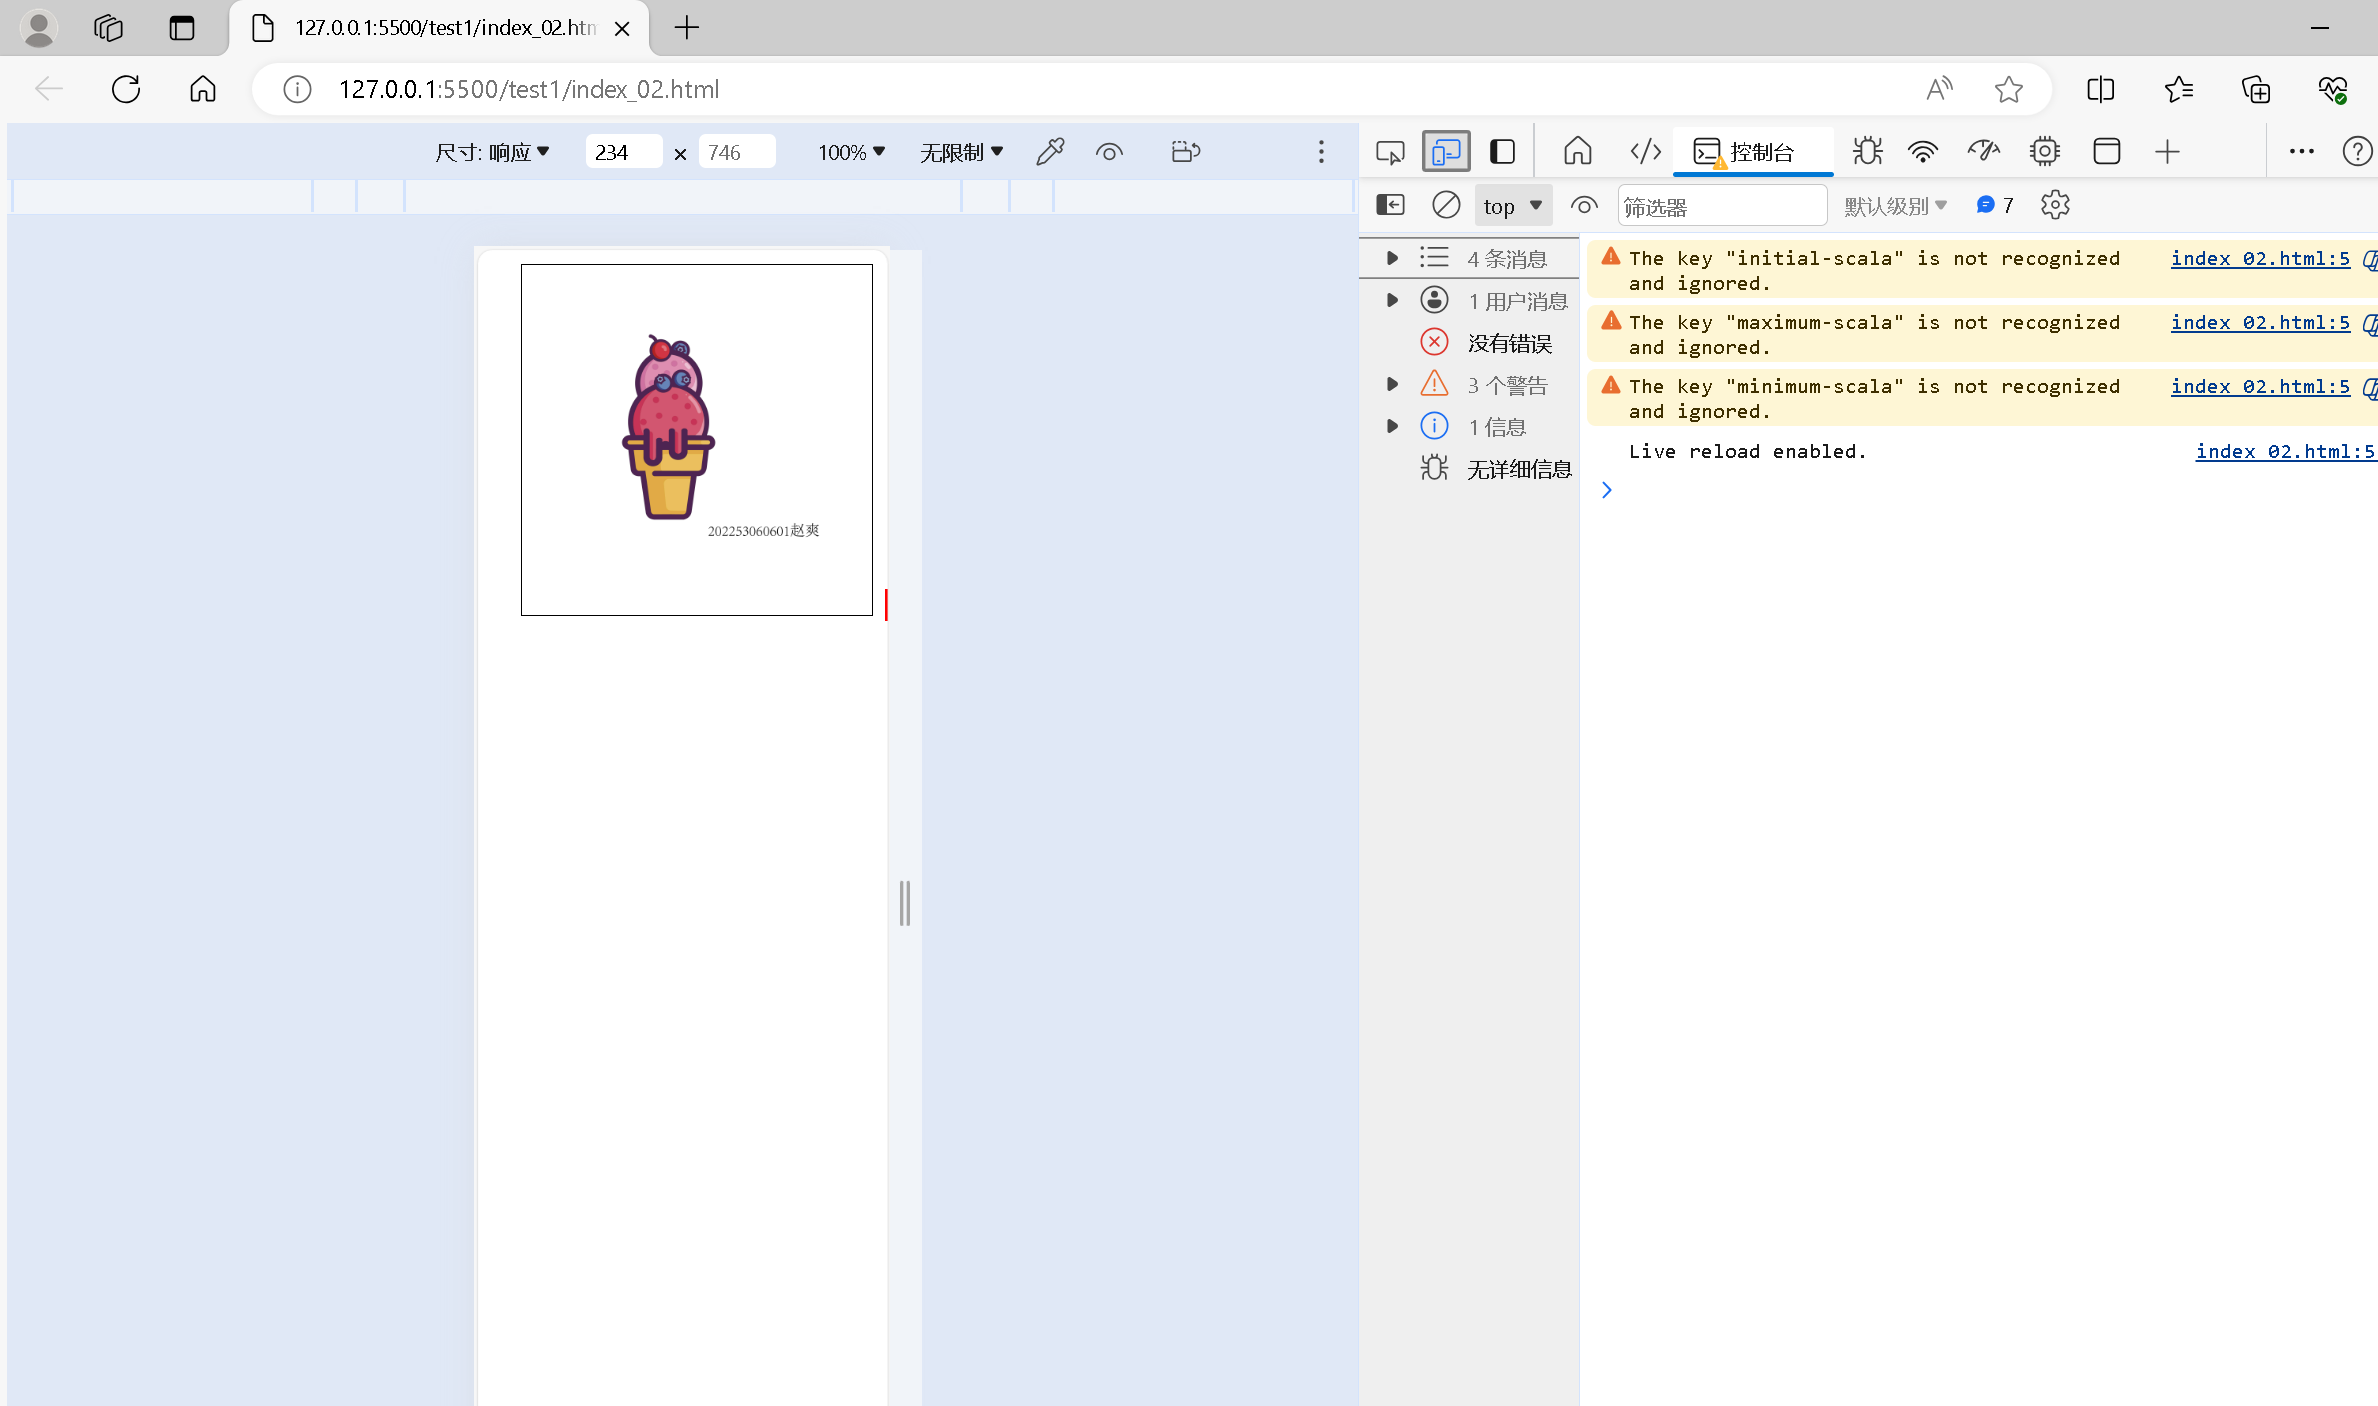 127.0.0.1:5500/test1/index_02.htm
127.0.0.1:5500/test1/index_02.html
尺寸: 响应 234 × 746 100% 无限制
控制台
top 筛选器 默认级别 7
4 条消息
1 用户消息
没有错误
3 个警告
1 信息
无详细信息
The key "initial-scala" is not recognized index 02.html:5
and ignored.
The key "maximum-scala" is not recognized index 02.html:5
and ignored.
The key "minimum-scala" is not recognized index 02.html:5
and ignored.
Live reload enabled. index 02.html:5
202253060601赵爽